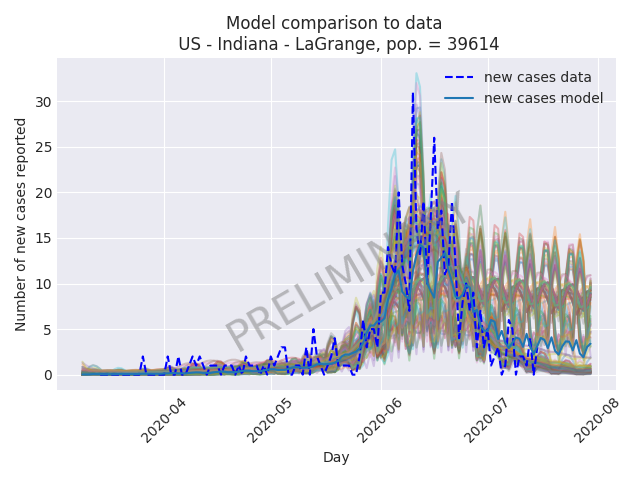 Model comparison to data
US - Indiana - LaGrange, pop. = 39614
new cases data
new cases model
Number of new cases reported
30
25
20
15
10
5
0
2020-04
2020-05
2020-06
2020-07
2020-08
Day